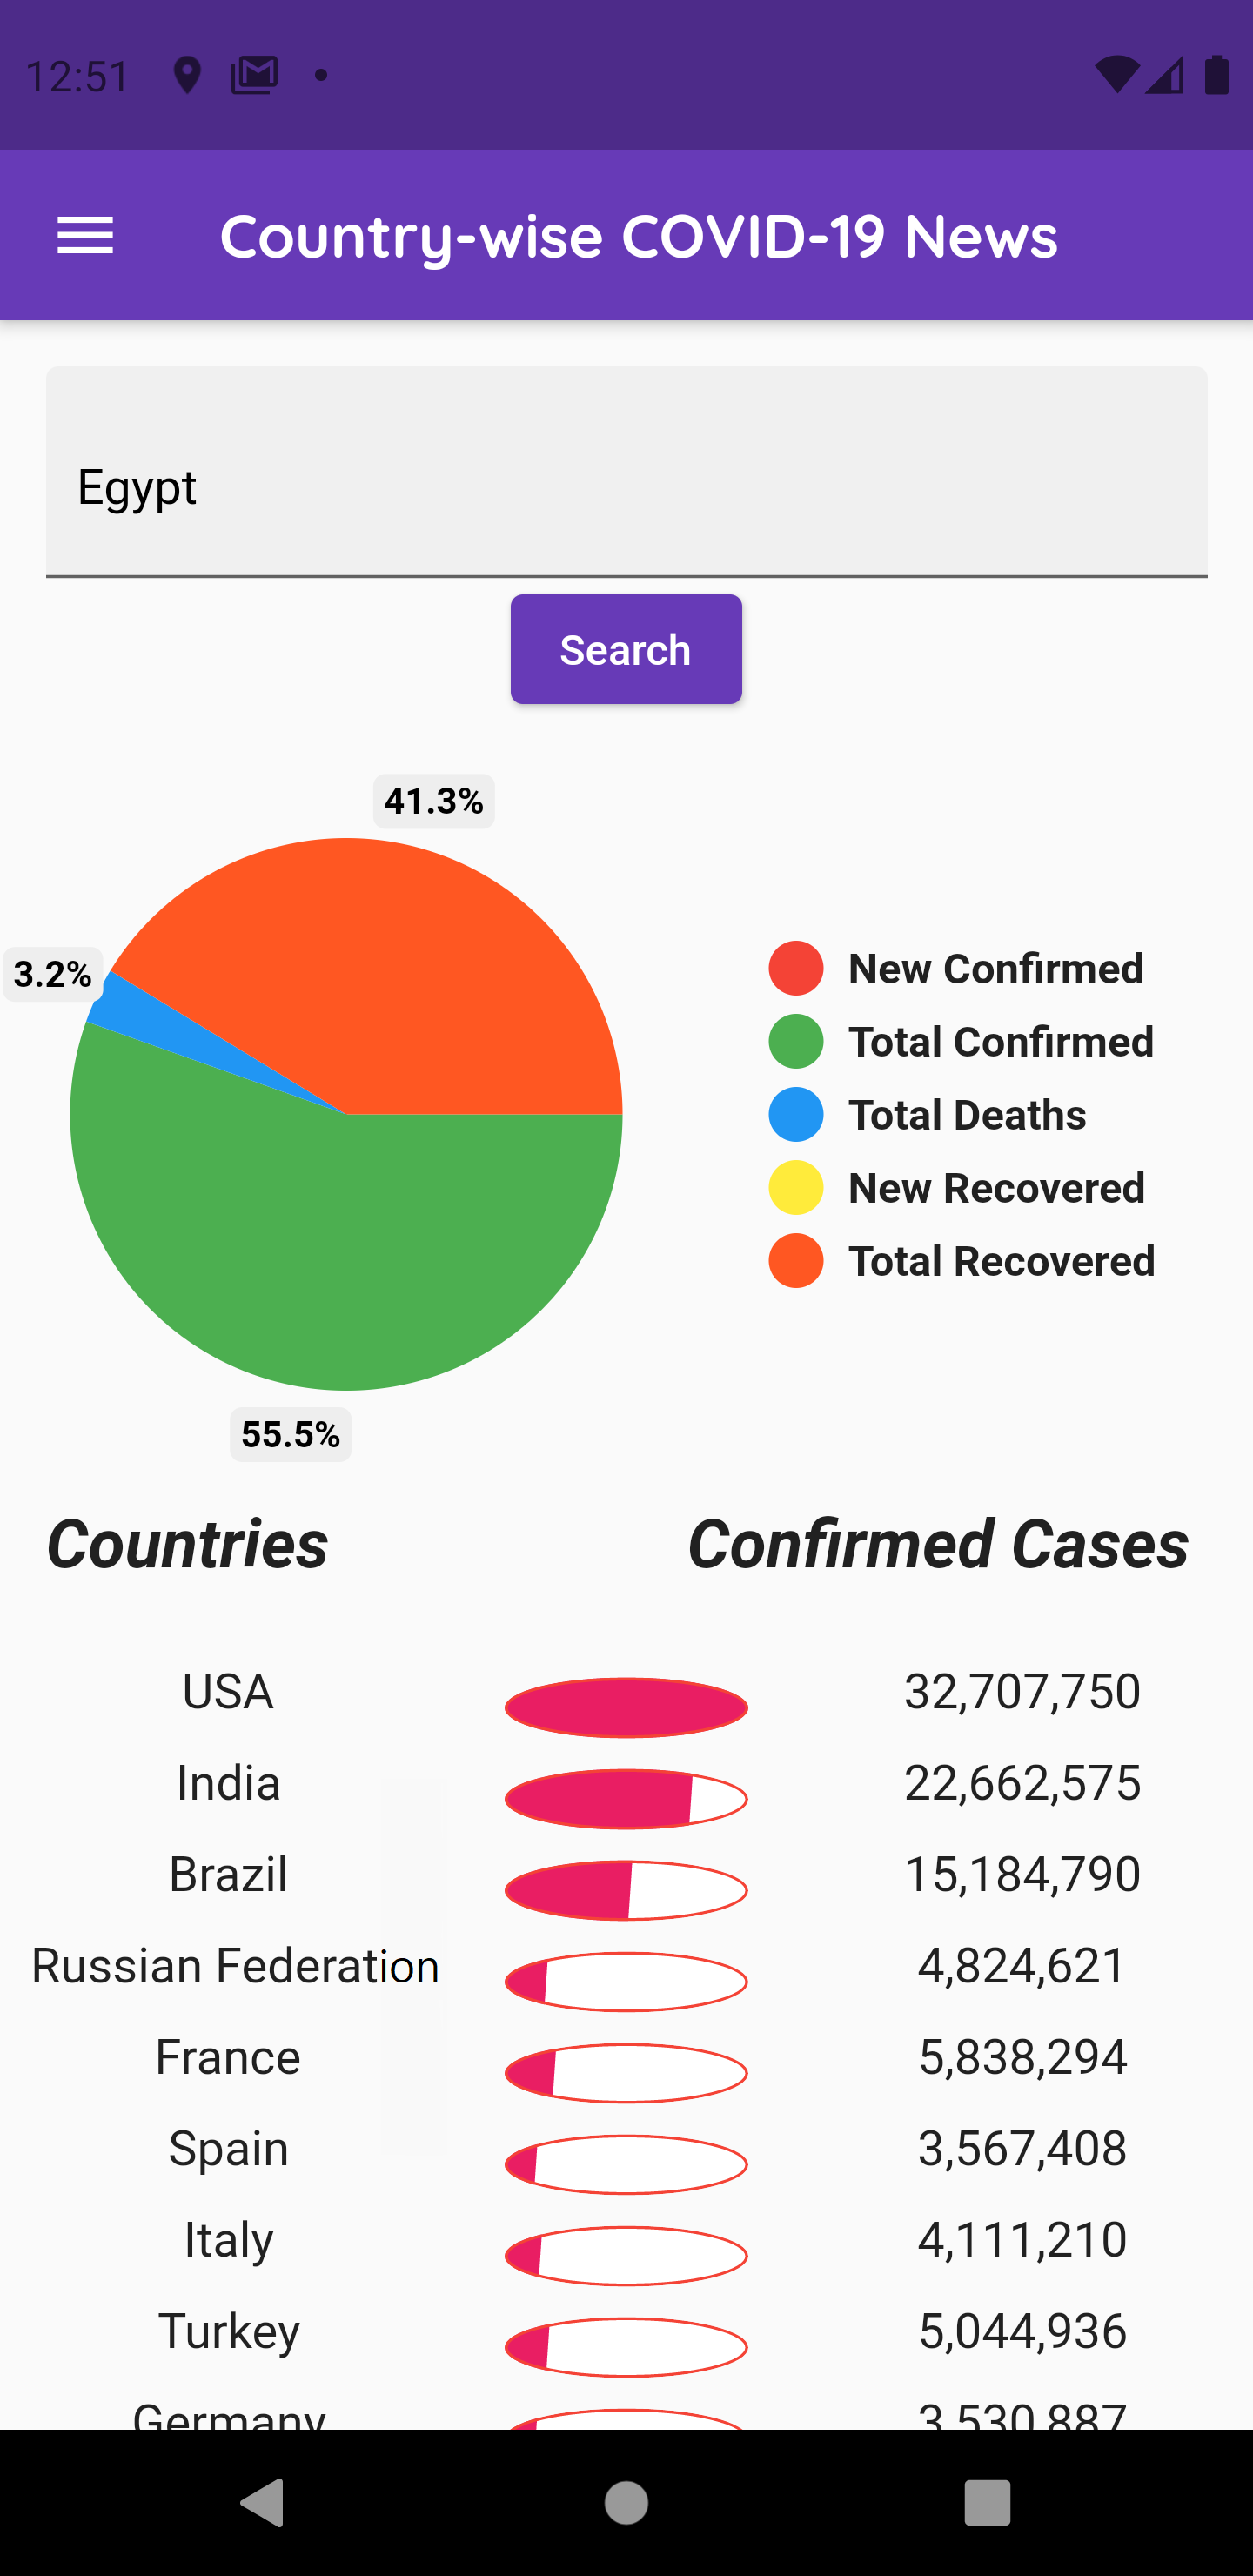 12:51
Country-wise COVID-19 News
Egypt
Search
41.3%
3.2%
55.5%
New Confirmed
Total Confirmed
Total Deaths
New Recovered
Total Recovered
Countries Confirmed Cases
USA 32,707,750
India 22,662,575
Brazil 15,184,790
Russian Federation 4,824,621
France 5,838,294
Spain 3,567,408
Italy 4,111,210
Turkey 5,044,936
Germany 3,530,887